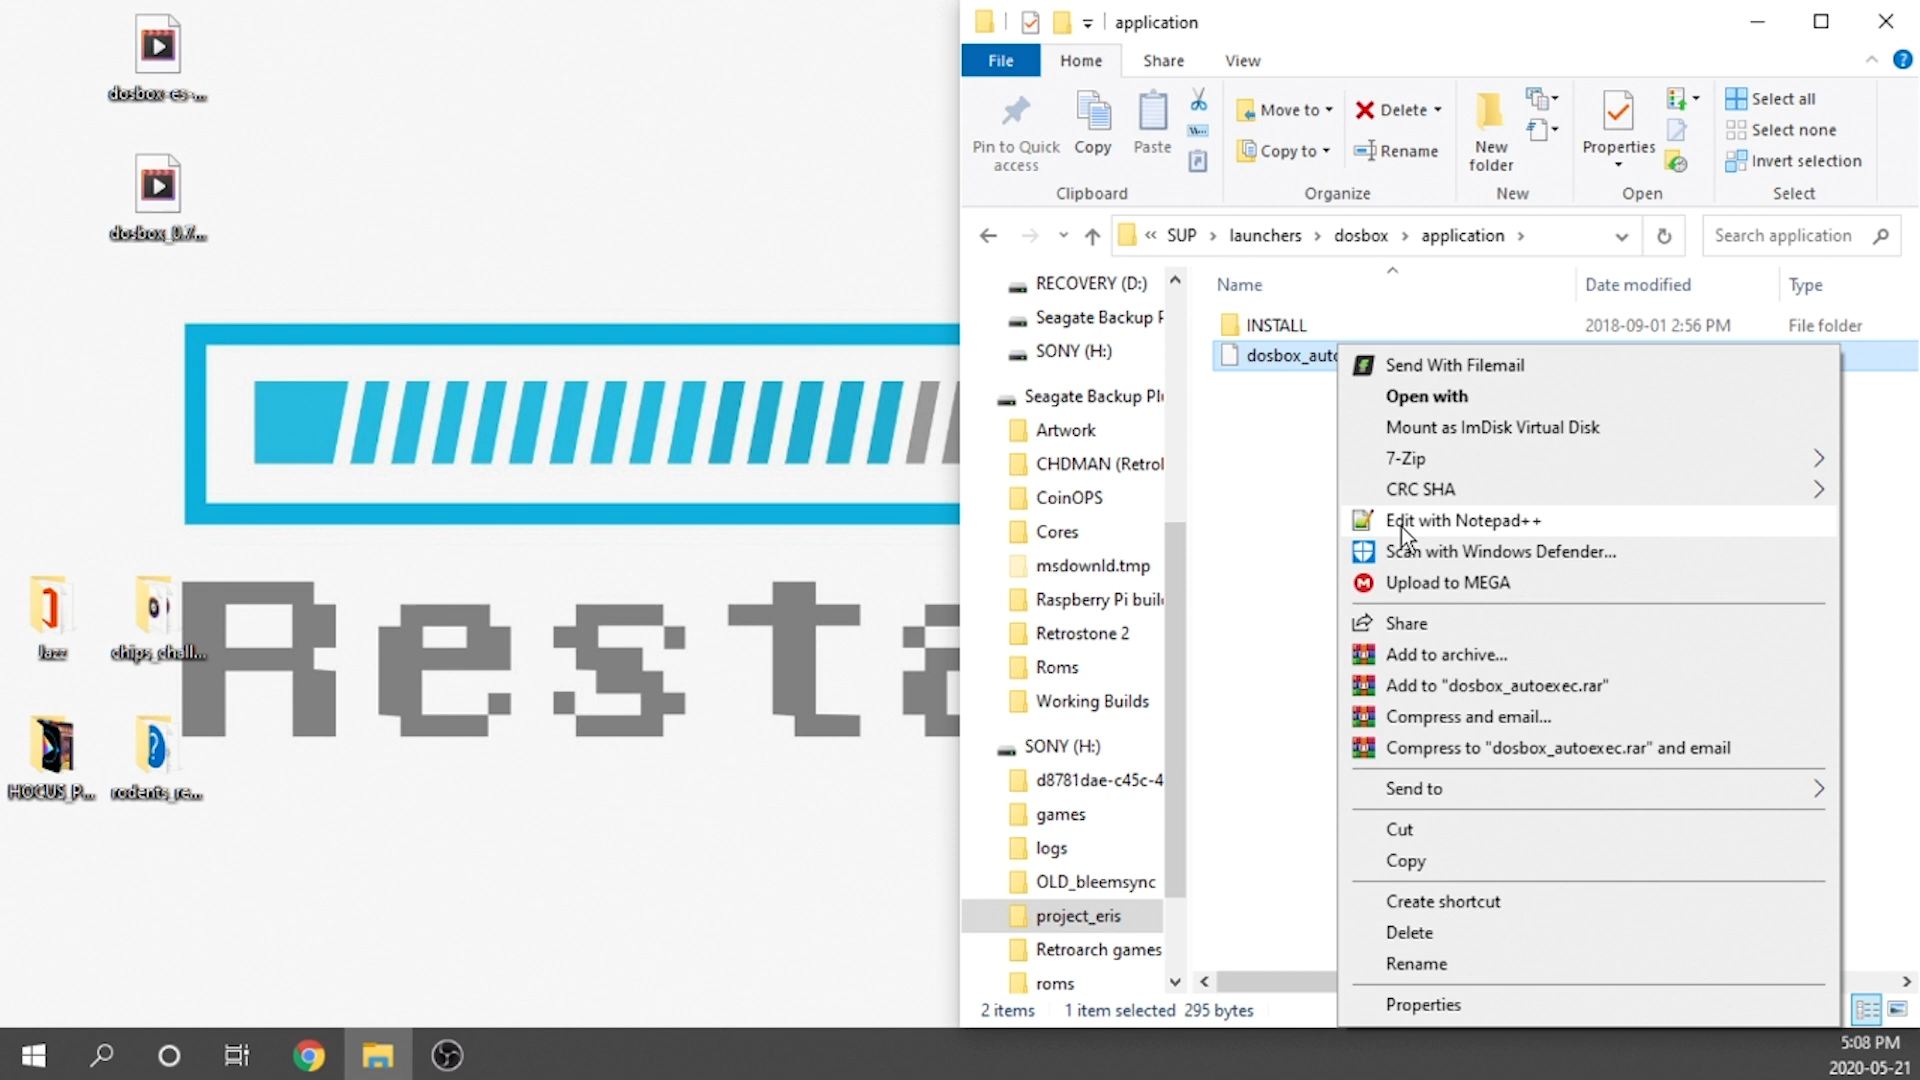 dosbox-es-...
dosbox_0.7...
Jazz
chips_chall...
HOCUS_P...
rodents_re...
Resta
application
File
Home
Share
View
Pin to Quick
access
Copy
Paste
Clipboard
Move to
Copy to
Delete
Rename
Organize
New
folder
New
Properties
Open
Select all
Select none
Invert selection
Select
« SUP > launchers > dosbox > application >
Search application
Name
Date modified
Type
INSTALL
2018-09-01 2:56 PM
File folder
dosbox_auto
RECOVERY (D:)
Seagate Backup P
SONY (H:)
Seagate Backup Plu
Artwork
CHDMAN (Retrol
CoinOPS
Cores
msdownld.tmp
Raspberry Pi buil
Retrostone 2
Roms
Working Builds
SONY (H:)
d8781dae-c45c-4
games
logs
OLD_bleemsync
project_eris
Retroarch games
roms
Send With Filemail
Open with
Mount as ImDisk Virtual Disk
7-Zip
CRC SHA
Edit with Notepad++
Scan with Windows Defender...
Upload to MEGA
Share
Add to archive...
Add to "dosbox_autoexec.rar"
Compress and email...
Compress to "dosbox_autoexec.rar" and email
Send to
Cut
Copy
Create shortcut
Delete
Rename
Properties
2 items 1 item selected 295 bytes
5:08 PM
2020-05-21